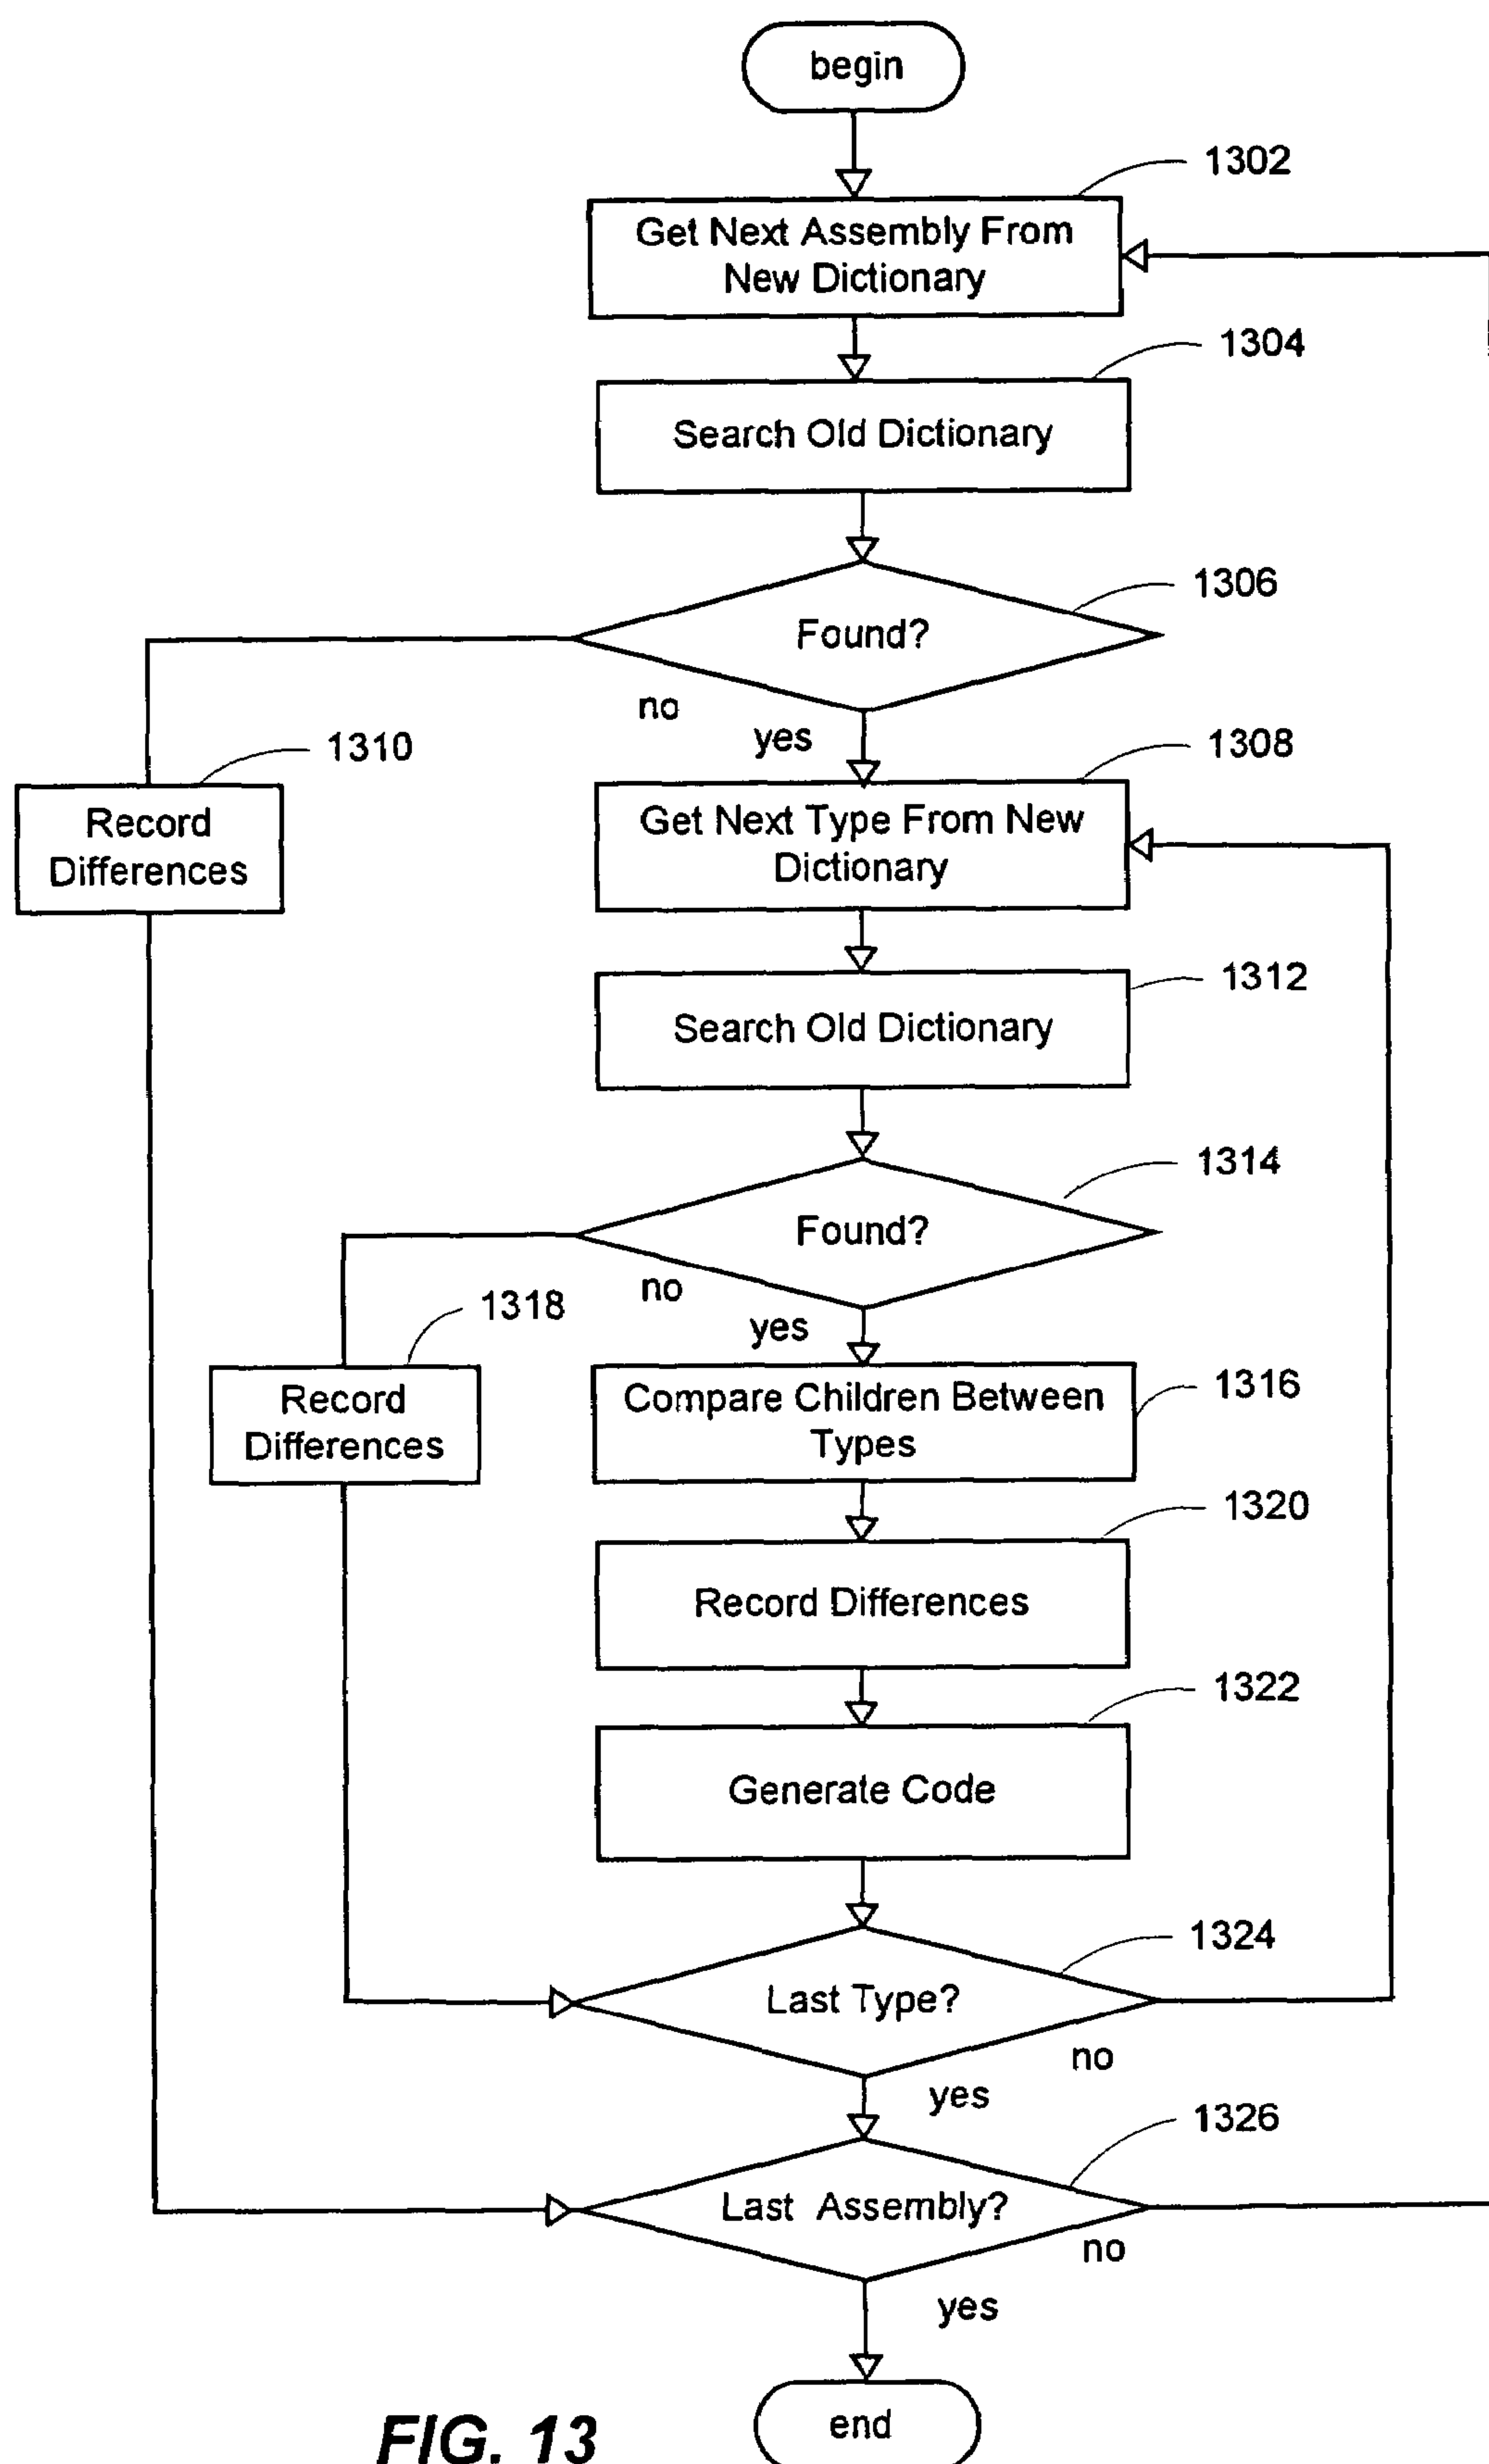 begin
1302
Get Next Assembly From
New Dictionary
1304
Search Old Dictionary
1306
Found?
no
yes
1310
Record
Differences
1308
Get Next Type From New
Dictionary
1312
Search Old Dictionary
1314
Found?
no
yes
1318
Record
Differences
1316
Compare Children Between
Types
1320
Record Differences
1322
Generate Code
1324
Last Type?
no
yes
1326
Last Assembly?
no
yes
end
FIG. 13